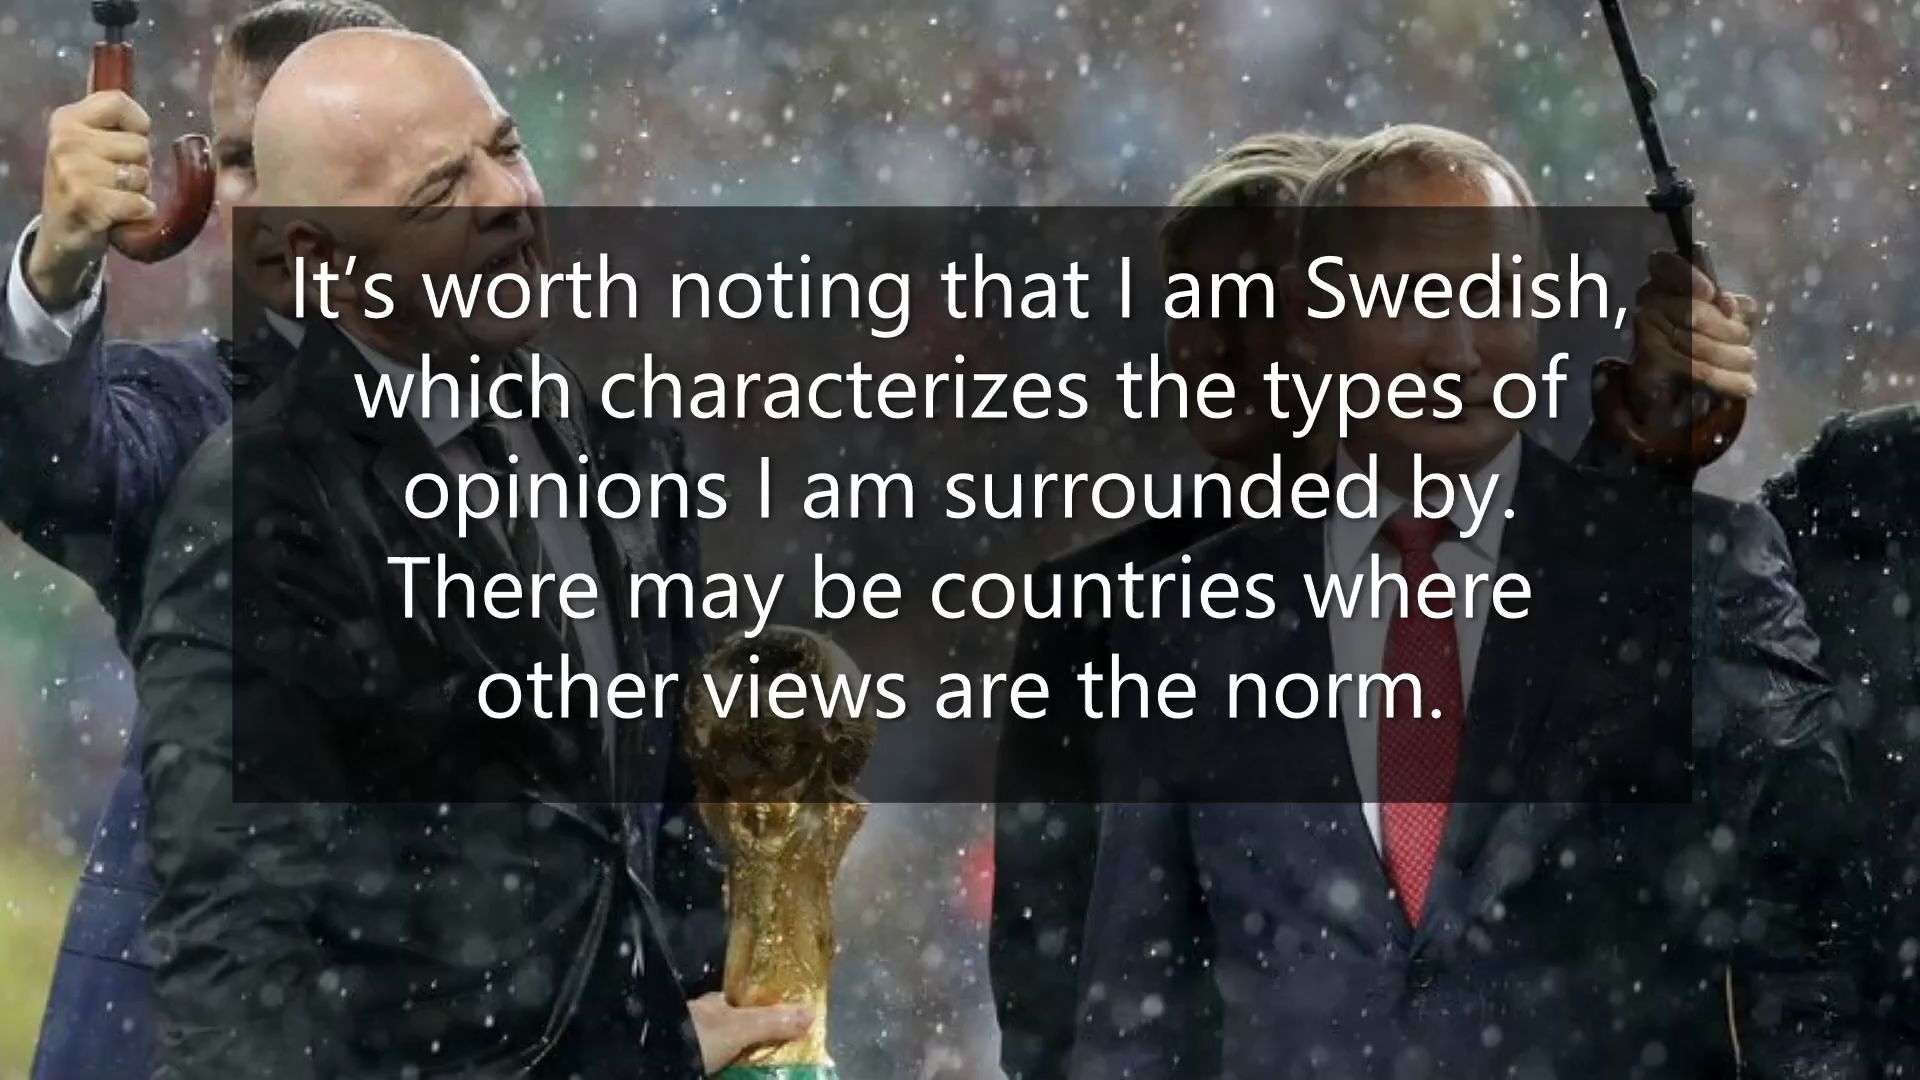 It’s worth noting that I am Swedish,
which characterizes the types of
opinions I am surrounded by.
There may be countries where
other views are the norm.